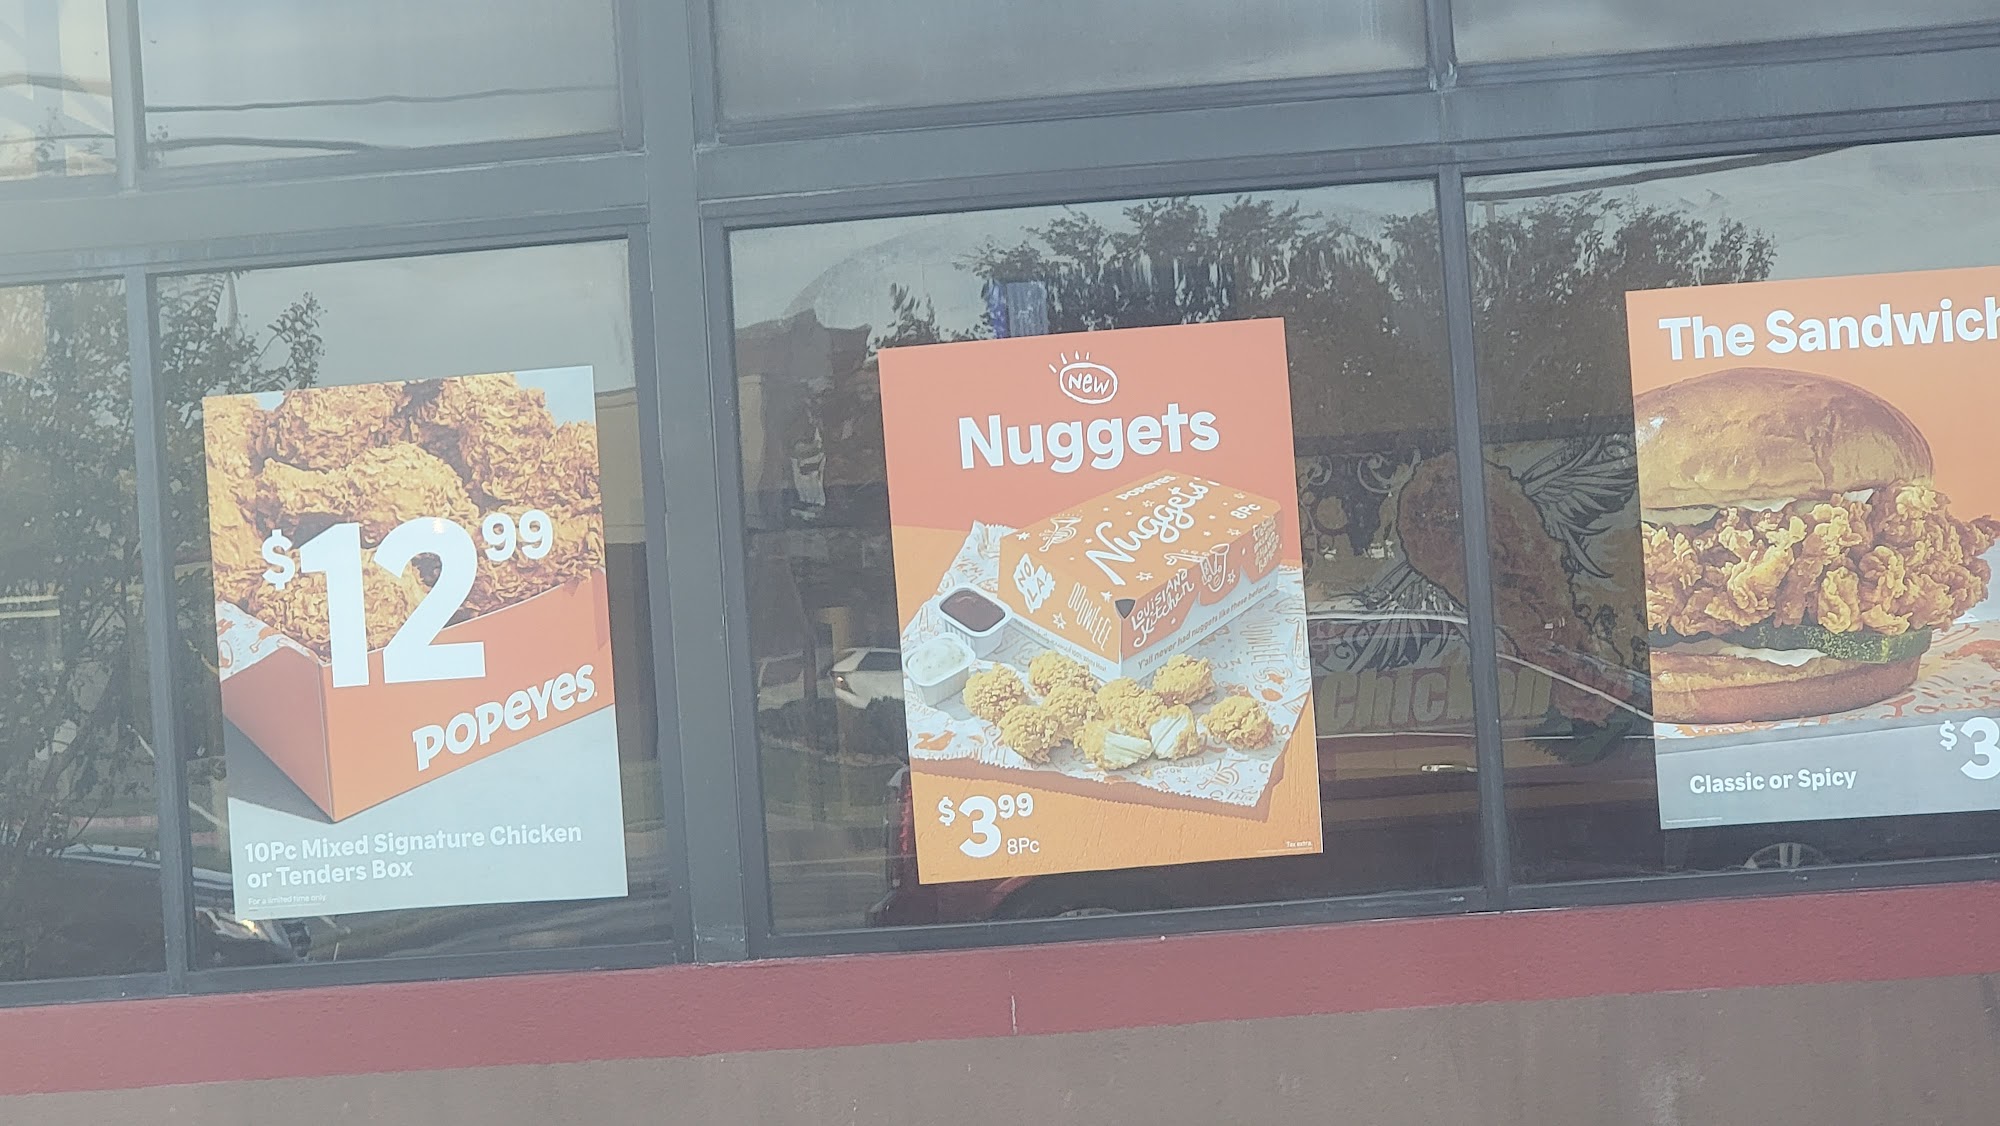 $12 99
POPEYES
10Pc Mixed Signature Chicken
or Tenders Box
For a limited time only
New
Nuggets
POPEYES
Nuggets
8Pc
NOLA
LOUISIANA
Kitchen
Y'all never had nuggets like these before!
$3 99
8Pc
Tax extra.
Chicken
The Sandwich
Classic or Spicy
$3